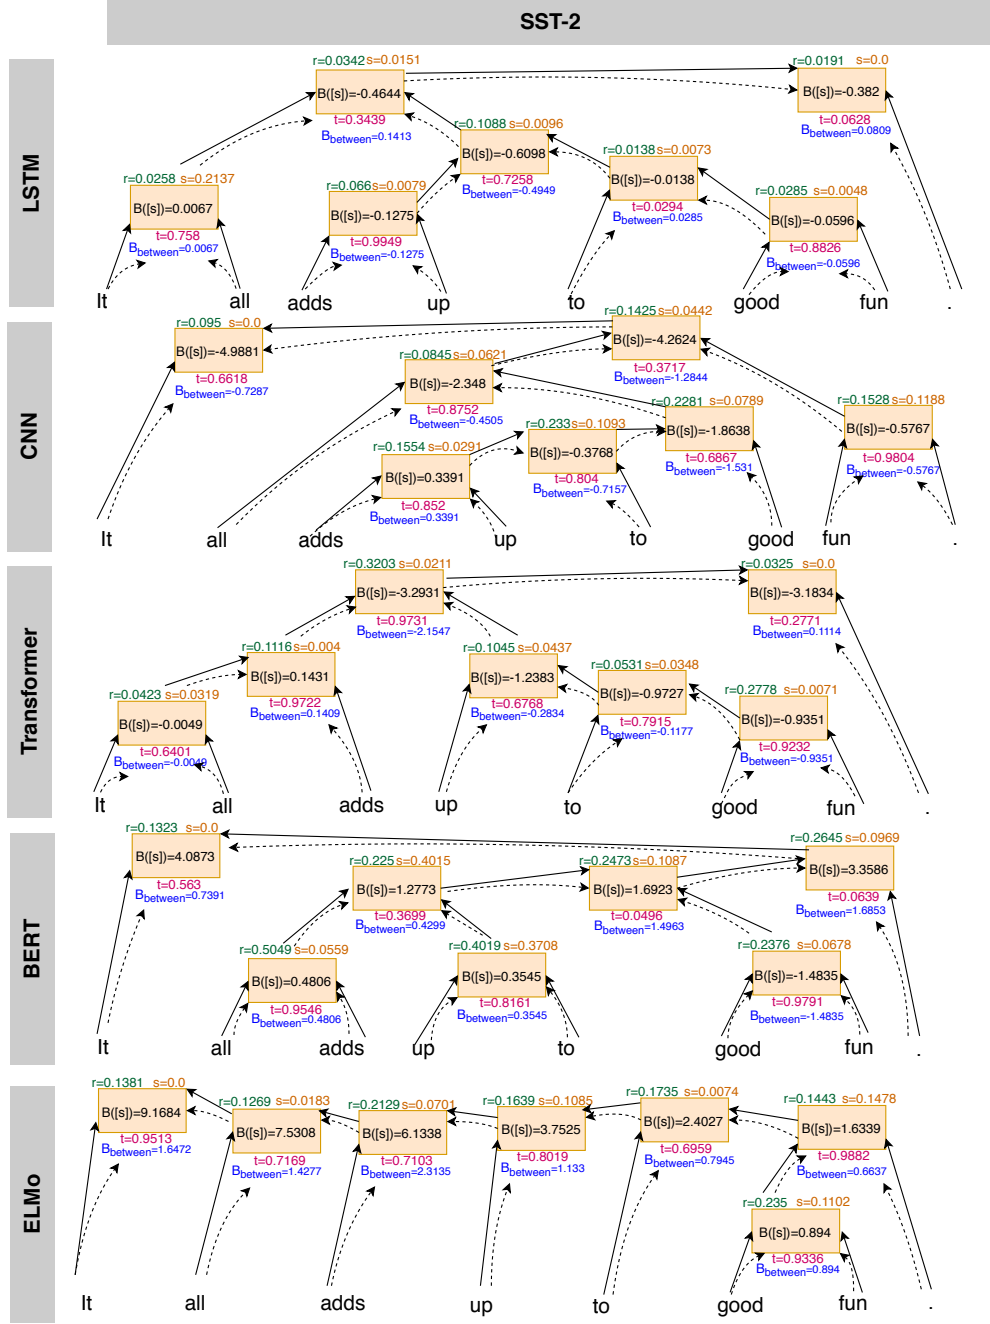 SST-2
LSTM
r=0.0342 s=0.0151
B([s])=-0.4644
t=0.3439
Bbetween=0.1413
r=0.0191 s=0.0
B([s])=-0.382
t=0.0628
Bbetween=0.0809
r=0.1088 s=0.0096
B([s])=-0.6098
t=0.7258
Bbetween=-0.4949
r=0.0138 s=0.0073
B([s])=-0.0138
t=0.0294
Bbetween=0.0285
r=0.0258 s=0.2137
B([s])=0.0067
t=0.758
Bbetween=0.0067
r=0.066 s=0.0079
B([s])=-0.1275
t=0.9949
Bbetween=-0.1275
r=0.0285 s=0.0048
B([s])=-0.0596
t=0.8826
Bbetween=-0.0596
It all adds up to good fun .
CNN
r=0.095 s=0.0
B([s])=-4.9881
t=0.6618
Bbetween=-0.7287
r=0.1425 s=0.0442
B([s])=-4.2624
t=0.3717
Bbetween=-1.2844
r=0.0845 s=0.0621
B([s])=-2.348
t=0.8752
Bbetween=-0.4505
r=0.2281 s=0.0789
B([s])=-1.8638
t=0.6867
Bbetween=-1.531
r=0.1528 s=0.1188
B([s])=-0.5767
t=0.9804
Bbetween=-0.5767
r=0.233 s=0.1093
B([s])=-0.3768
t=0.804
Bbetween=-0.7157
r=0.1554 s=0.0291
B([s])=0.3391
t=0.852
Bbetween=0.3391
It all adds up to good fun .
Transformer
r=0.3203 s=0.0211
B([s])=-3.2931
t=0.9731
Bbetween=-2.1547
r=0.0325 s=0.0
B([s])=-3.1834
t=0.2771
Bbetween=0.1114
r=0.1116 s=0.004
B([s])=0.1431
t=0.9722
Bbetween=0.1409
r=0.1045 s=0.0437
B([s])=-1.2383
t=0.6768
Bbetween=-0.2834
r=0.0531 s=0.0348
B([s])=-0.9727
t=0.7915
Bbetween=-0.1177
r=0.0423 s=0.0319
B([s])=-0.0049
t=0.6401
Bbetween=-0.0049
r=0.2778 s=0.0071
B([s])=-0.9351
t=0.9232
Bbetween=-0.9351
It all adds up to good fun .
BERT
r=0.1323 s=0.0
B([s])=4.0873
t=0.563
Bbetween=0.7391
r=0.2645 s=0.0969
B([s])=3.3586
t=0.0639
Bbetween=1.6853
r=0.225 s=0.4015
B([s])=1.2773
t=0.3699
Bbetween=0.4299
r=0.2473 s=0.1087
B([s])=1.6923
t=0.0496
Bbetween=1.4963
r=0.5049 s=0.0559
B([s])=0.4806
t=0.9546
Bbetween=0.4806
r=0.4019 s=0.3708
B([s])=0.3545
t=0.8161
Bbetween=0.3545
r=0.2376 s=0.0678
B([s])=-1.4835
t=0.9791
Bbetween=-1.4835
It all adds up to good fun .
ELMo
r=0.1381 s=0.0
B([s])=9.1684
t=0.9513
Bbetween=1.6472
r=0.1269 s=0.0183
B([s])=7.5308
t=0.7169
Bbetween=1.4277
r=0.2129 s=0.0701
B([s])=6.1338
t=0.7103
Bbetween=2.3135
r=0.1639 s=0.1085
B([s])=3.7525
t=0.8019
Bbetween=1.133
r=0.1735 s=0.0074
B([s])=2.4027
t=0.6959
Bbetween=0.7945
r=0.1443 s=0.1478
B([s])=1.6339
t=0.9882
Bbetween=0.6637
r=0.235 s=0.1102
B([s])=0.894
t=0.9336
Bbetween=0.894
It all adds up to good fun .